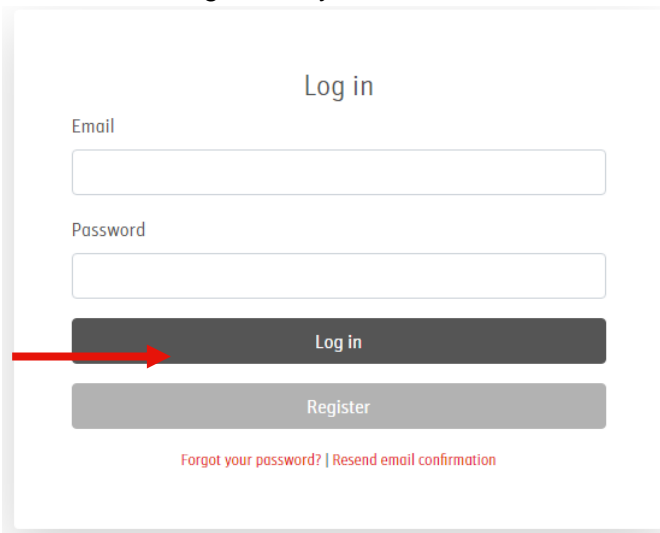 Log in
Email
Password
Log in
Register
Forgot your password? | Resend email confirmation